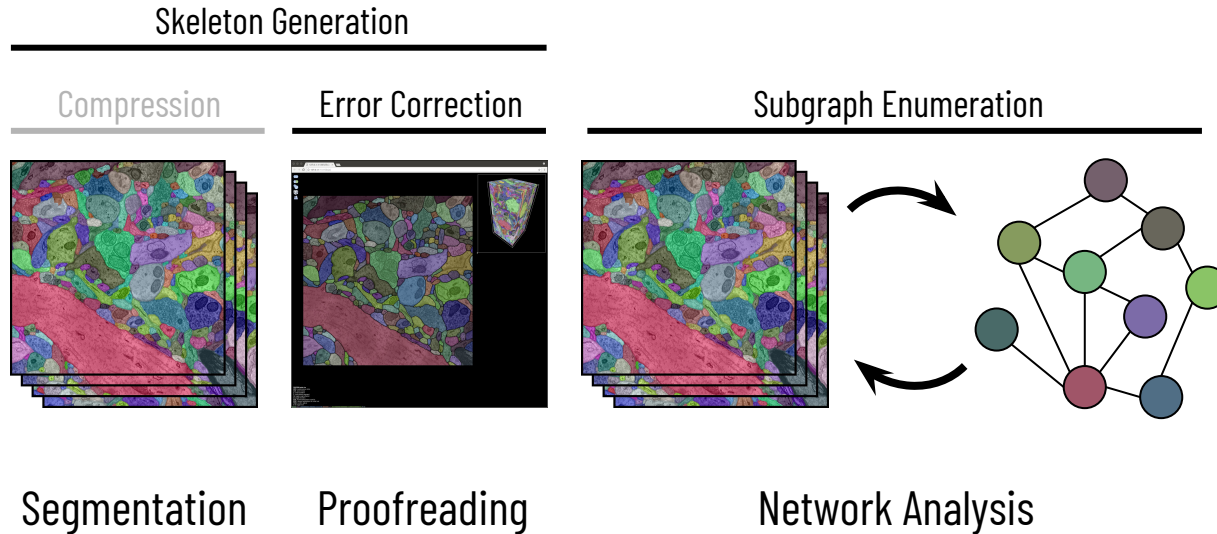 Skeleton Generation
Compression
Error Correction
Subgraph Enumeration
Segmentation
Proofreading
Network Analysis